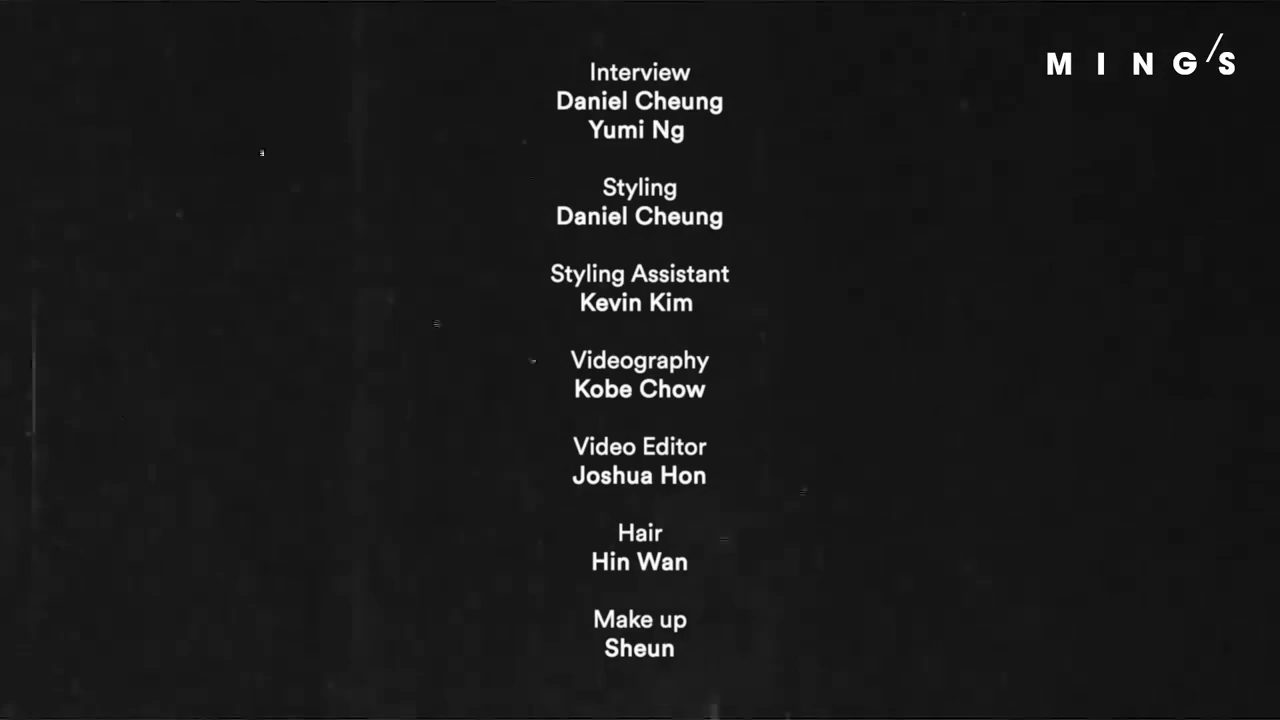 MING'S
Interview
Daniel Cheung
Yumi Ng
Styling
Daniel Cheung
Styling Assistant
Kevin Kim
Videography
Kobe Chow
Video Editor
Joshua Hon
Hair
Hin Wan
Make up
Sheun